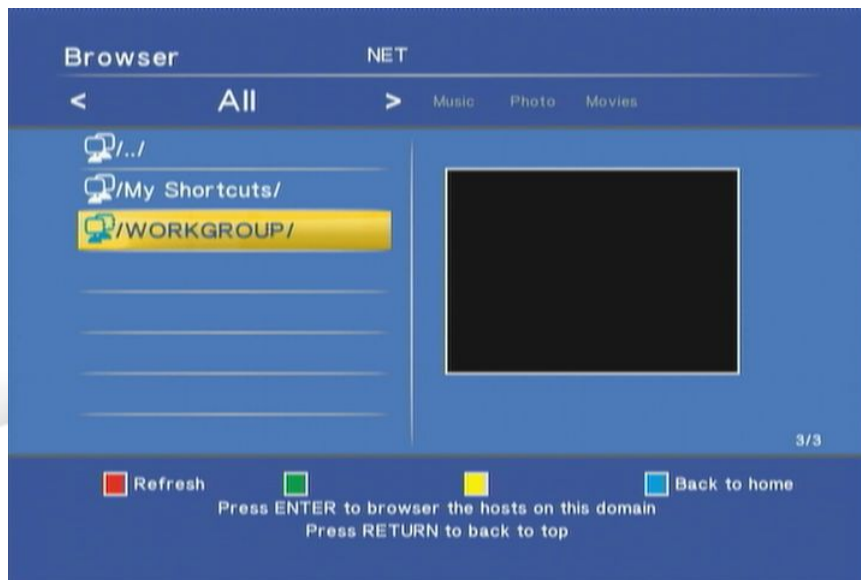 Browser NET
< All > Music Photo Movies
/../
/My Shortcuts/
/WORKGROUP/
3/3
Refresh Back to home
Press ENTER to browser the hosts on this domain
Press RETURN to back to top